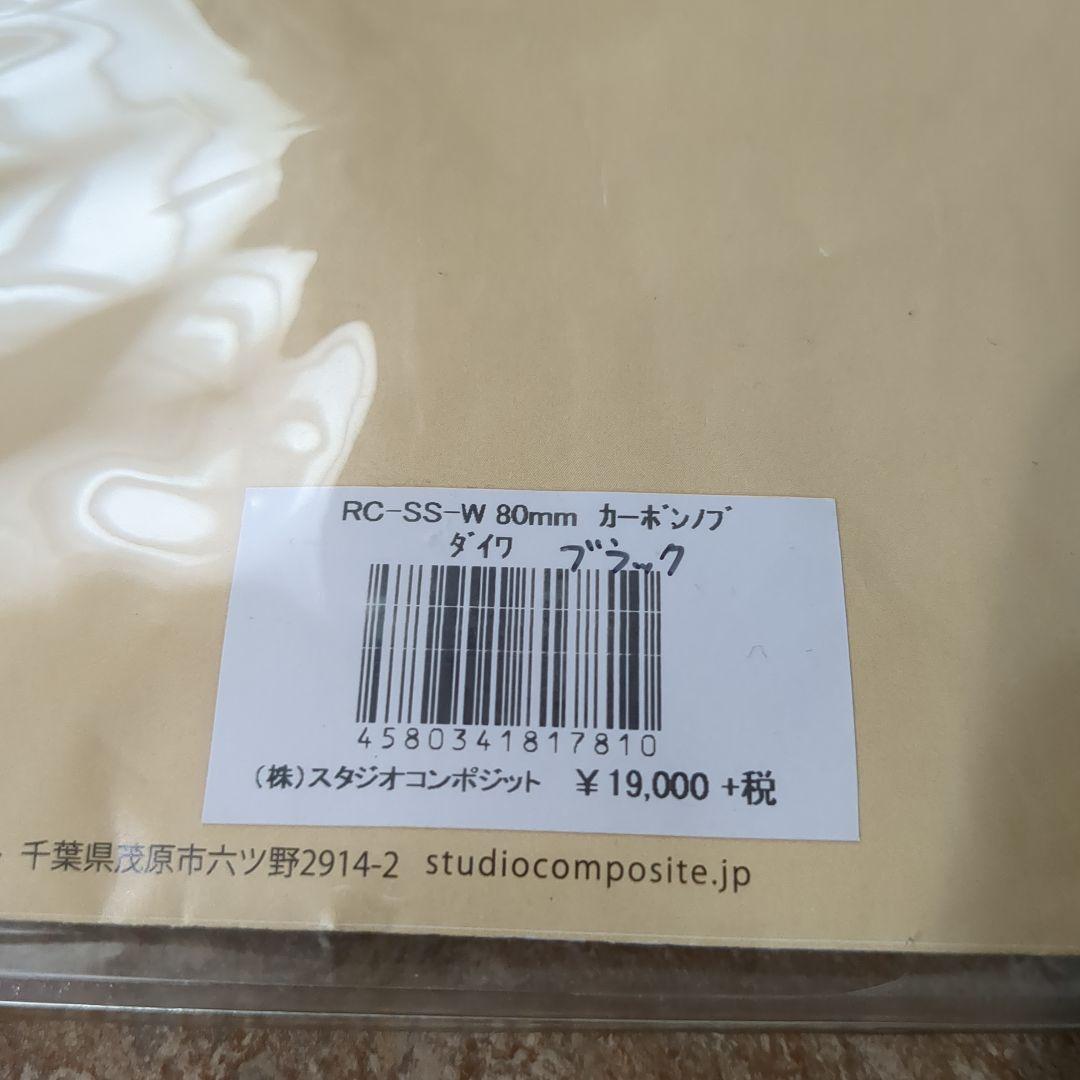 RC-SS-W 80mm カーボンノブ
ダイワ ブラック
4580341817810
(株)スタジオコンポジット ¥19,000 +税
千葉県茂原市六ツ野2914-2 studiocomposite.jp